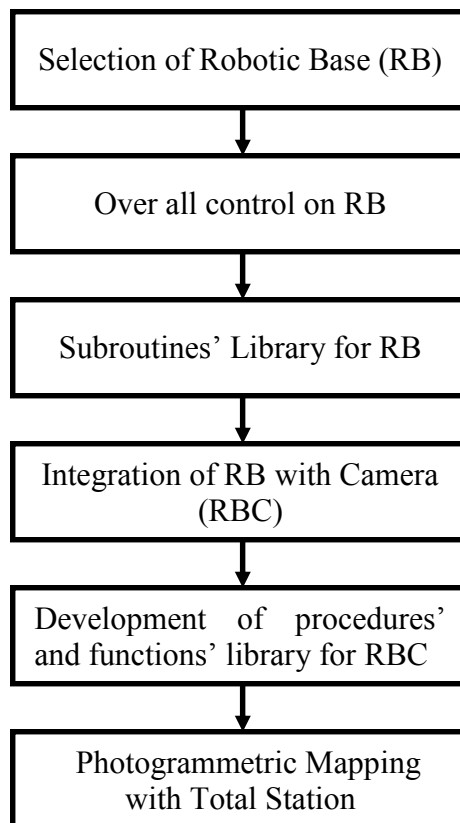 Selection of Robotic Base (RB)
Over all control on RB
Subroutines’ Library for RB
Integration of RB with Camera
(RBC)
Development of procedures’
and functions’ library for RBC
Photogrammetric Mapping
with Total Station